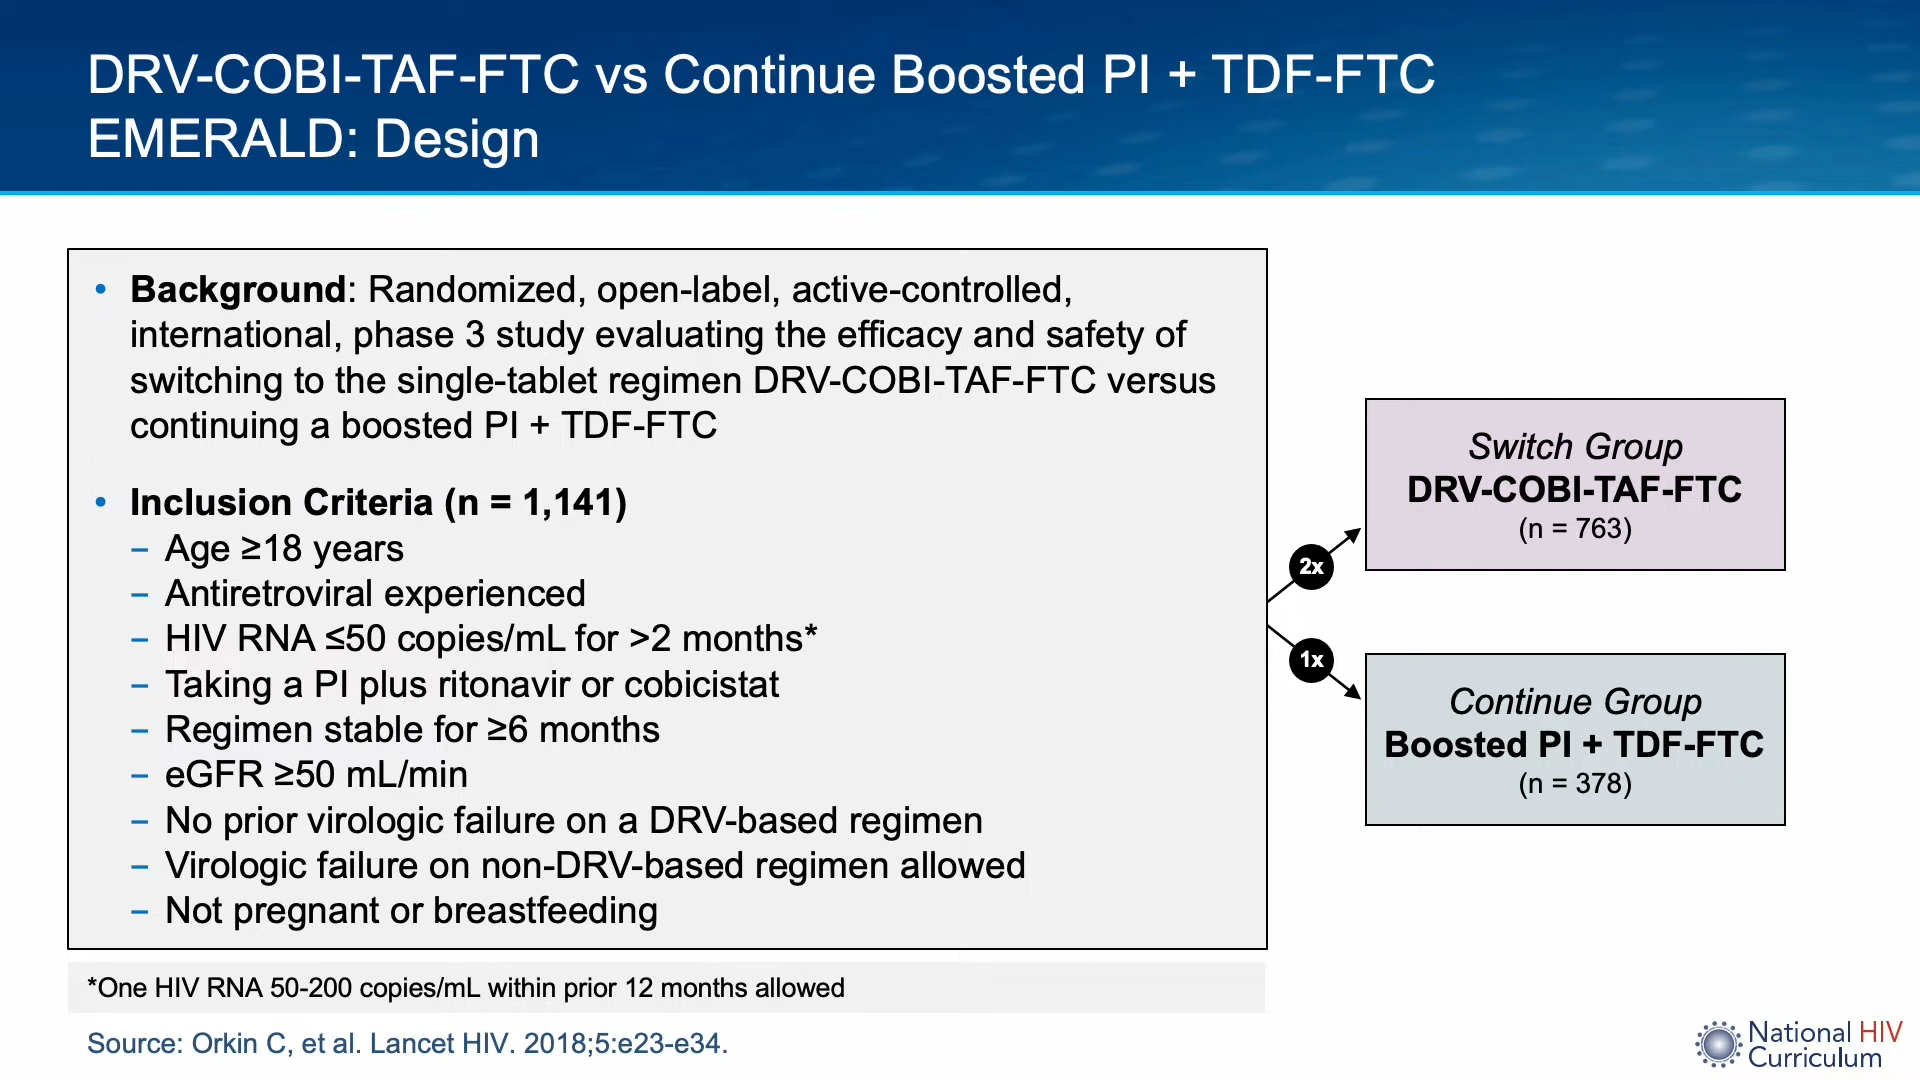 DRV-COBI-TAF-FTC vs Continue Boosted PI + TDF-FTC
EMERALD: Design
• Background: Randomized, open-label, active-controlled,
international, phase 3 study evaluating the efficacy and safety of
switching to the single-tablet regimen DRV-COBI-TAF-FTC versus
continuing a boosted PI + TDF-FTC
• Inclusion Criteria (n = 1,141)
– Age ≥18 years
– Antiretroviral experienced
– HIV RNA ≤50 copies/mL for >2 months*
– Taking a PI plus ritonavir or cobicistat
– Regimen stable for ≥6 months
– eGFR ≥50 mL/min
– No prior virologic failure on a DRV-based regimen
– Virologic failure on non-DRV-based regimen allowed
– Not pregnant or breastfeeding
2x
1x
Switch Group
DRV-COBI-TAF-FTC
(n = 763)
Continue Group
Boosted PI + TDF-FTC
(n = 378)
*One HIV RNA 50-200 copies/mL within prior 12 months allowed
Source: Orkin C, et al. Lancet HIV. 2018;5:e23-e34.
National HIV
Curriculum